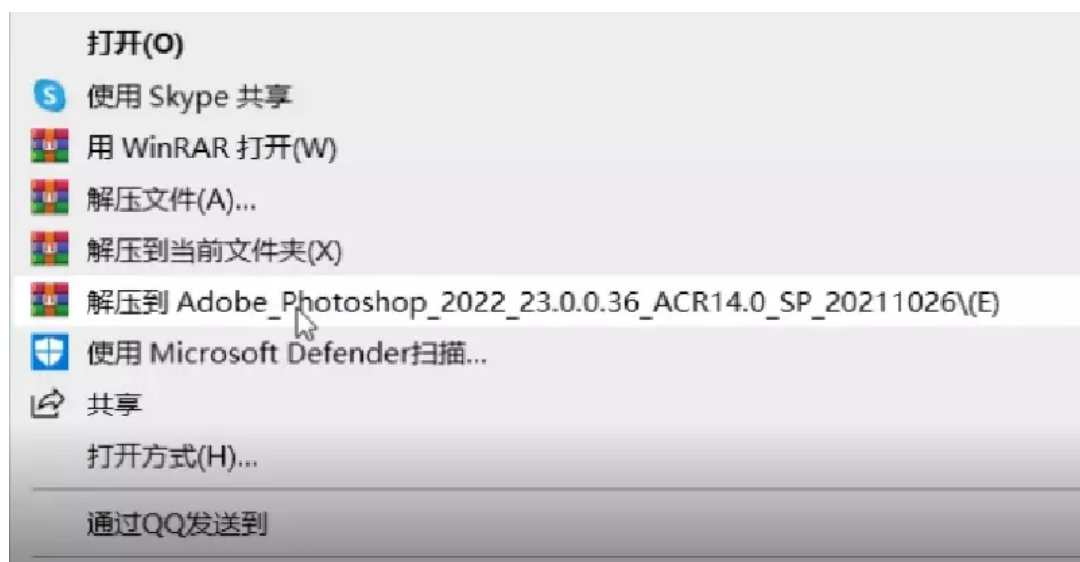 打开(O)
使用 Skype 共享
用 WinRAR 打开(W)
解压文件(A)...
解压到当前文件夹(X)
解压到 Adobe_Photoshop_2022_23.0.0.36_ACR14.0_SP_20211026\(E)
使用 Microsoft Defender扫描...
共享
打开方式(H)...
通过QQ发送到